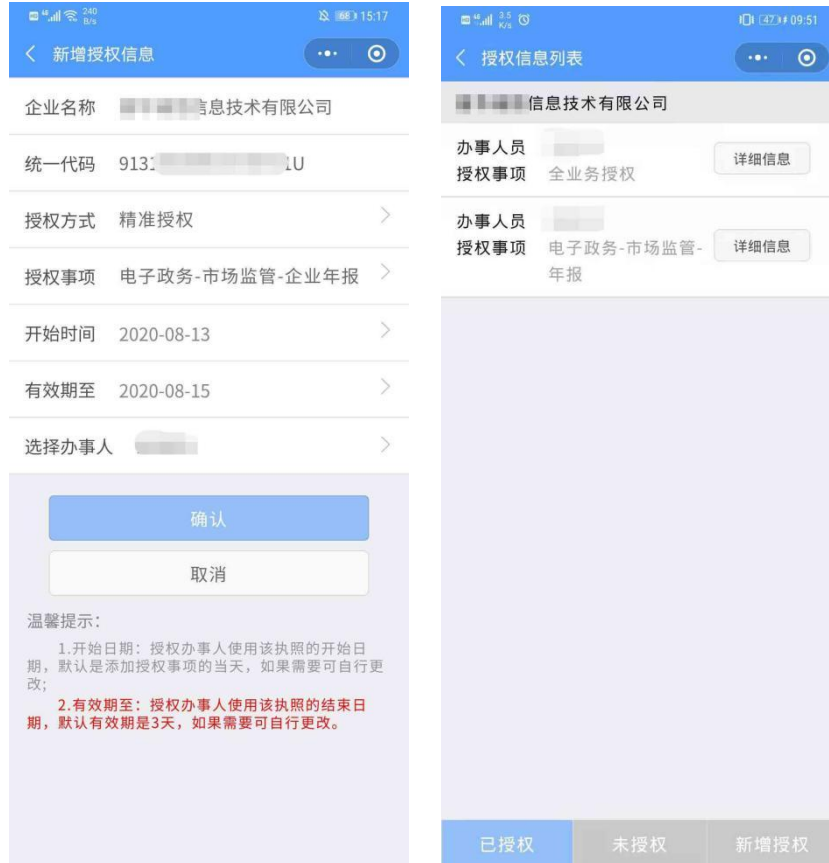 240
B/s
68
15:17
新增授权信息
企业名称
信息技术有限公司
统一代码 913 1U
授权方式 精准授权
授权事项 电子政务-市场监管-企业年报
开始时间 2020-08-13
有效期至 2020-08-15
选择办事人
确认
取消
温馨提示：
1.开始日期：授权办事人使用该执照的开始日
期，默认是添加授权事项的当天，如果需要可自行更
改;
2.有效期至：授权办事人使用该执照的结束日
期，默认有效期是3天，如果需要可自行更改。
3.5
K/s
47
09:51
授权信息列表
信息技术有限公司
办事人员
授权事项 全业务授权
详细信息
办事人员
授权事项 电子政务-市场监管-
年报
详细信息
已授权 未授权 新增授权